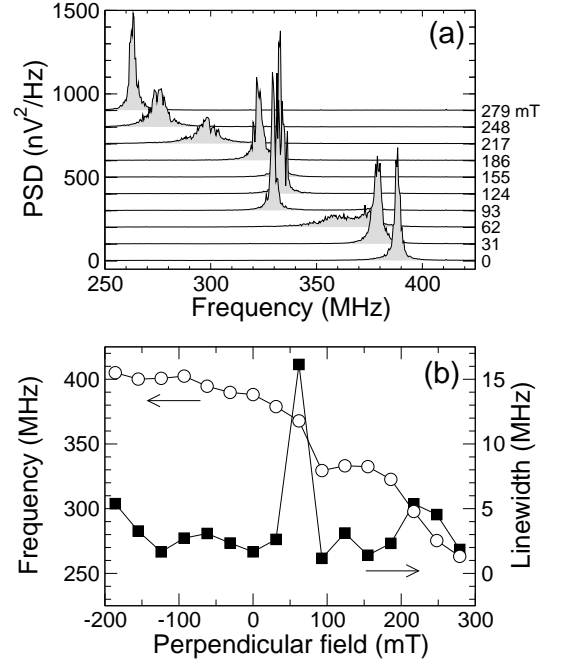 (a)
1500
1000
500
0
PSD (nV²/Hz)
279 mT
248
217
186
155
124
93
62
31
0
250 300 350 400
Frequency (MHz)
(b)
400
350
300
250
Frequency (MHz)
15
10
5
0
Linewidth (MHz)
-200 -100 0 100 200 300
Perpendicular field (mT)